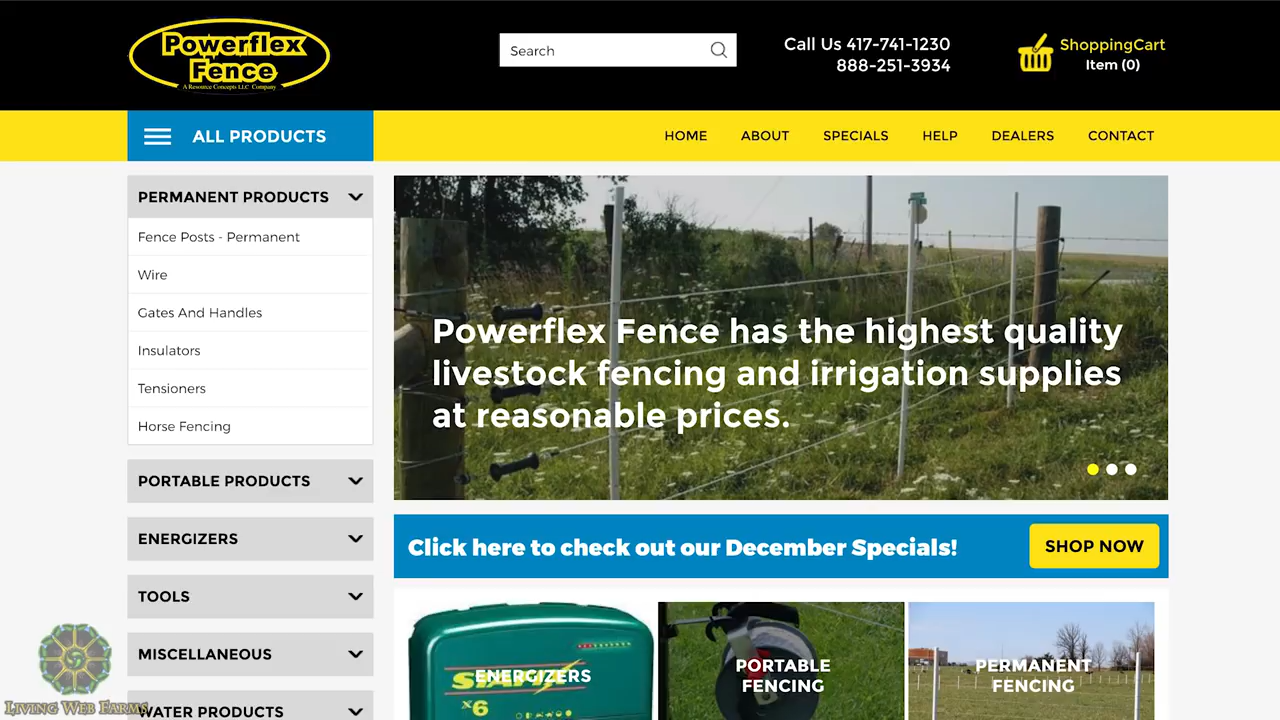 Powerflex
Fence
A Resource Concepts LLC Company
Search
Call Us 417-741-1230
888-251-3934
ShoppingCart
Item (0)
ALL PRODUCTS
HOME
ABOUT
SPECIALS
HELP
DEALERS
CONTACT
PERMANENT PRODUCTS
Fence Posts - Permanent
Wire
Gates And Handles
Insulators
Tensioners
Horse Fencing
PORTABLE PRODUCTS
ENERGIZERS
TOOLS
MISCELLANEOUS
WATER PRODUCTS
Powerflex Fence has the highest quality
livestock fencing and irrigation supplies
at reasonable prices.
Click here to check out our December Specials!
SHOP NOW
ENERGIZERS
X6
PORTABLE
FENCING
PERMANENT
FENCING
LIVING WEB FARMS